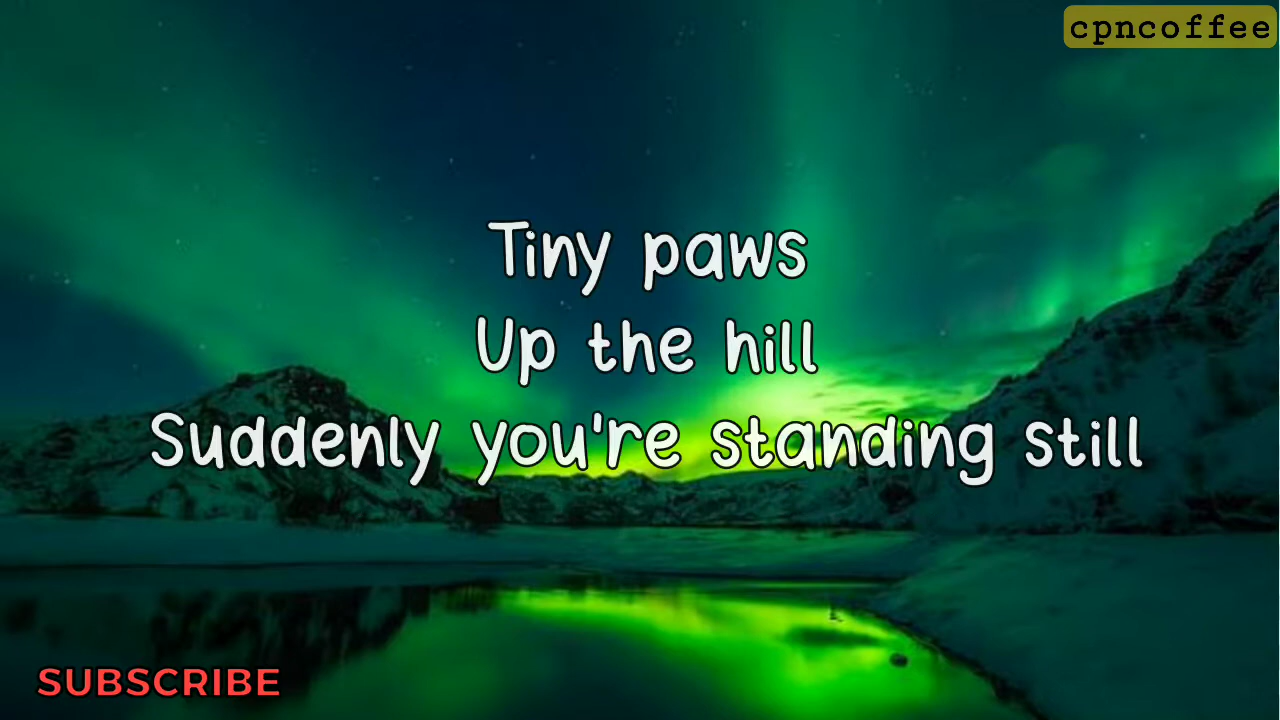 cpncoffee
Tiny paws
Up the hill
Suddenly you're standing still
SUBSCRIBE